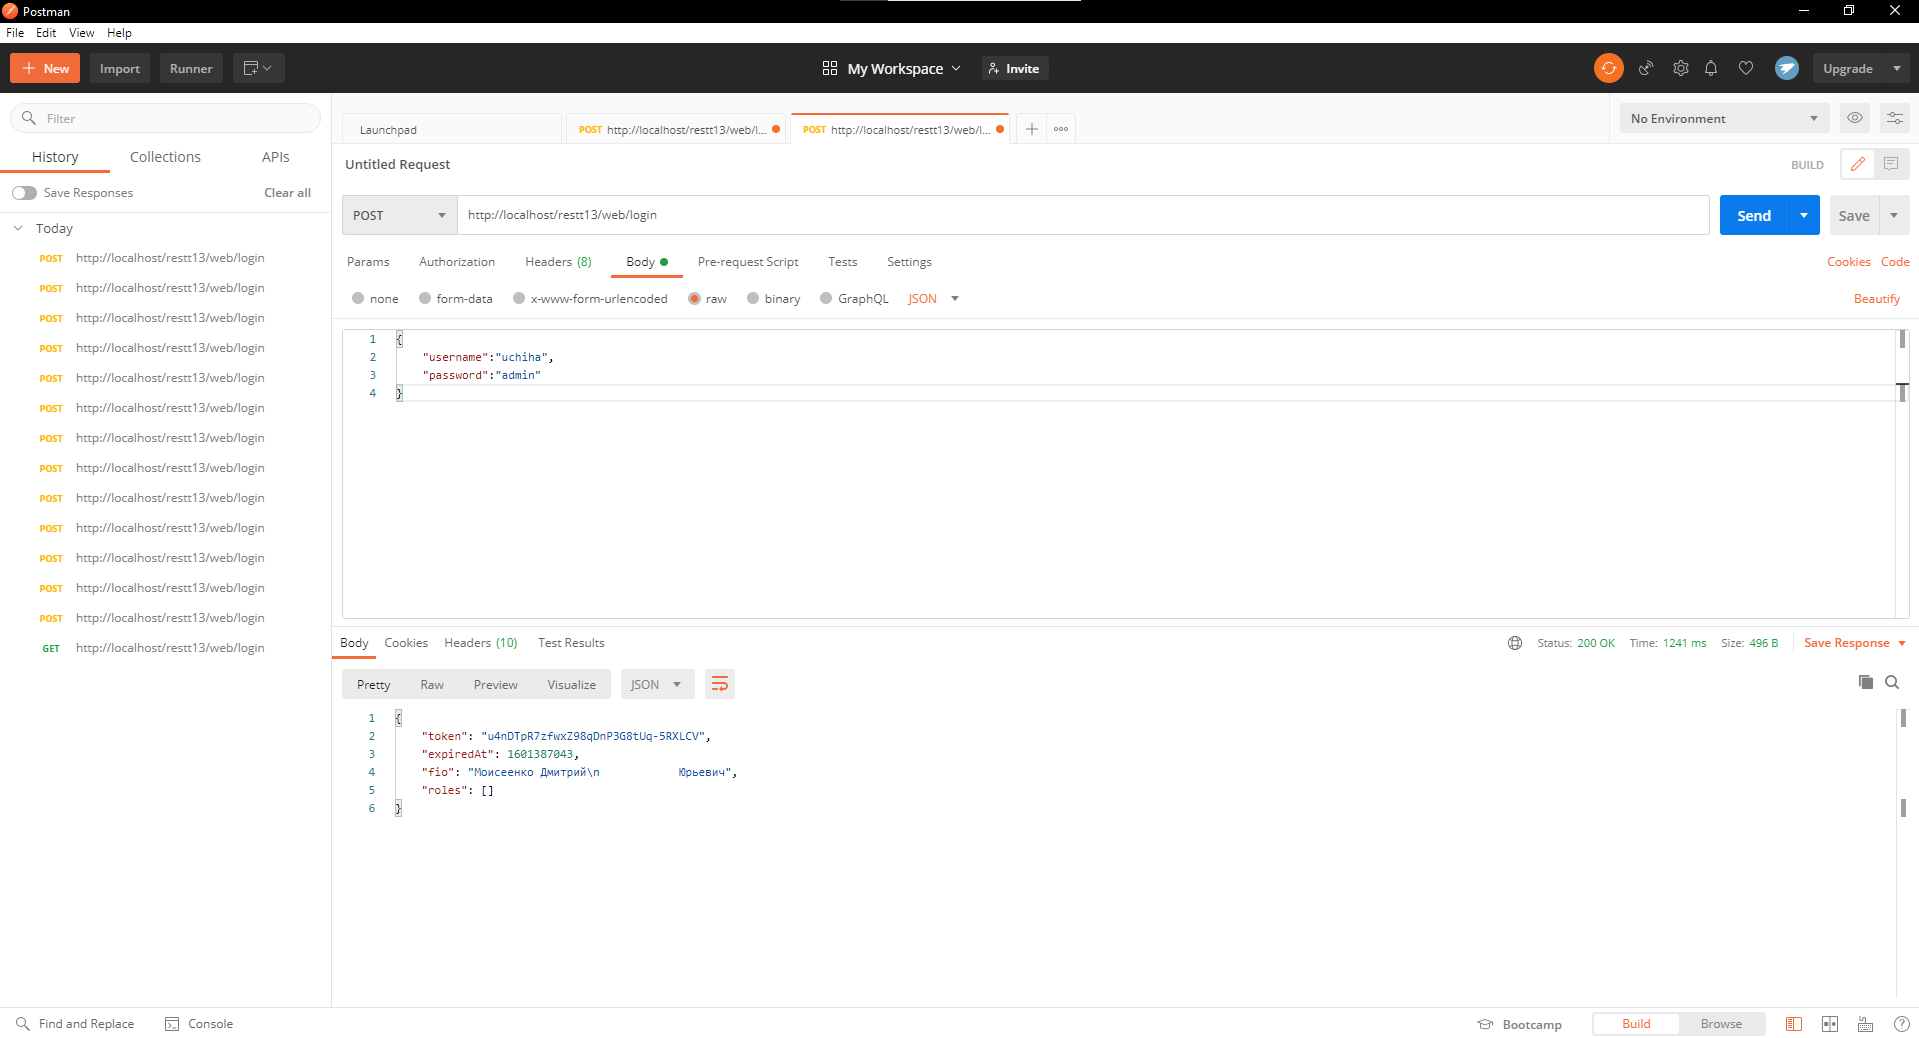 Postman
File Edit View Help
New Import Runner My Workspace Invite Upgrade
Filter
History Collections APIs
Save Responses Clear all
Today
POST http://localhost/restt13/web/login
POST http://localhost/restt13/web/login
POST http://localhost/restt13/web/login
POST http://localhost/restt13/web/login
POST http://localhost/restt13/web/login
POST http://localhost/restt13/web/login
POST http://localhost/restt13/web/login
POST http://localhost/restt13/web/login
POST http://localhost/restt13/web/login
POST http://localhost/restt13/web/login
POST http://localhost/restt13/web/login
POST http://localhost/restt13/web/login
POST http://localhost/restt13/web/login
GET http://localhost/restt13/web/login
Launchpad POST http://localhost/restt13/web/l... POST http://localhost/restt13/web/l... No Environment
Untitled Request BUILD
POST http://localhost/restt13/web/login Send Save
Params Authorization Headers (8) Body Pre-request Script Tests Settings Cookies Code
none form-data x-www-form-urlencoded raw binary GraphQL JSON Beautify
1 {
2 "username":"uchiha",
3 "password":"admin"
4 }
Body Cookies Headers (10) Test Results Status: 200 OK Time: 1241 ms Size: 496 B Save Response
Pretty Raw Preview Visualize JSON
1 {
2 "token": "u4nDTpR7zfwxZ98qDnP3G8tUq-5RXLCV",
3 "expiredAt": 1601387043,
4 "fio": "Моисеенко Дмитрий\n Юрьевич",
5 "roles": []
6 }
Find and Replace Console Bootcamp Build Browse